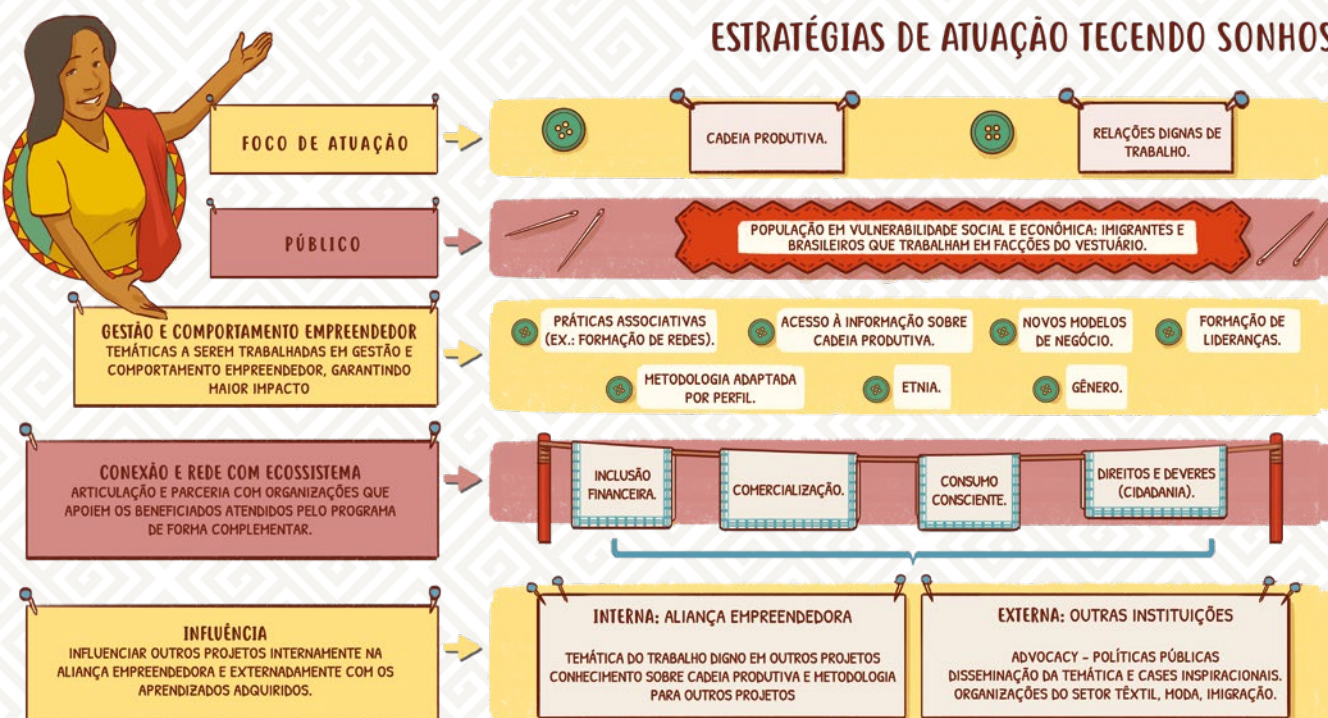 ESTRATÉGIAS DE ATUAÇÃO TECENDO SONHOS
FOCO DE ATUAÇÃO
CADEIA PRODUTIVA.
RELAÇÕES DIGNAS DE
TRABALHO.
PÚBLICO
POPULAÇÃO EM VULNERABILIDADE SOCIAL E ECONÔMICA: IMIGRANTES E
BRASILEIROS QUE TRABALHAM EM FACÇÕES DO VESTUÁRIO.
GESTÃO E COMPORTAMENTO EMPREENDEDOR
TEMÁTICAS A SEREM TRABALHADAS EM GESTÃO E
COMPORTAMENTO EMPREENDEDOR, GARANTINDO
MAIOR IMPACTO
PRÁTICAS ASSOCIATIVAS
(EX.: FORMAÇÃO DE REDES).
ACESSO À INFORMAÇÃO SOBRE
CADEIA PRODUTIVA.
NOVOS MODELOS
DE NEGÓCIO.
FORMAÇÃO DE
LIDERANÇAS.
METODOLOGIA ADAPTADA
POR PERFIL.
ETNIA.
GÊNERO.
CONEXÃO E REDE COM ECOSSISTEMA
ARTICULAÇÃO E PARCERIA COM ORGANIZAÇÕES QUE
APOIEM OS BENEFICIADOS ATENDIDOS PELO PROGRAMA
DE FORMA COMPLEMENTAR.
INCLUSÃO
FINANCEIRA.
COMERCIALIZAÇÃO.
CONSUMO
CONSCIENTE.
DIREITOS E DEVERES
(CIDADANIA).
INFLUÊNCIA
INFLUENCIAR OUTROS PROJETOS INTERNAMENTE NA
ALIANÇA EMPREENDEDORA E EXTERNADAMENTE COM OS
APRENDIZADOS ADQUIRIDOS.
INTERNA: ALIANÇA EMPREENDEDORA
TEMÁTICA DO TRABALHO DIGNO EM OUTROS PROJETOS
CONHECIMENTO SOBRE CADEIA PRODUTIVA E METODOLOGIA
PARA OUTROS PROJETOS
EXTERNA: OUTRAS INSTITUIÇÕES
ADVOCACY - POLÍTICAS PÚBLICAS
DISSEMINAÇÃO DA TEMÁTICA E CASES INSPIRACIONAIS.
ORGANIZAÇÕES DO SETOR TÊXTIL, MODA, IMIGRAÇÃO.